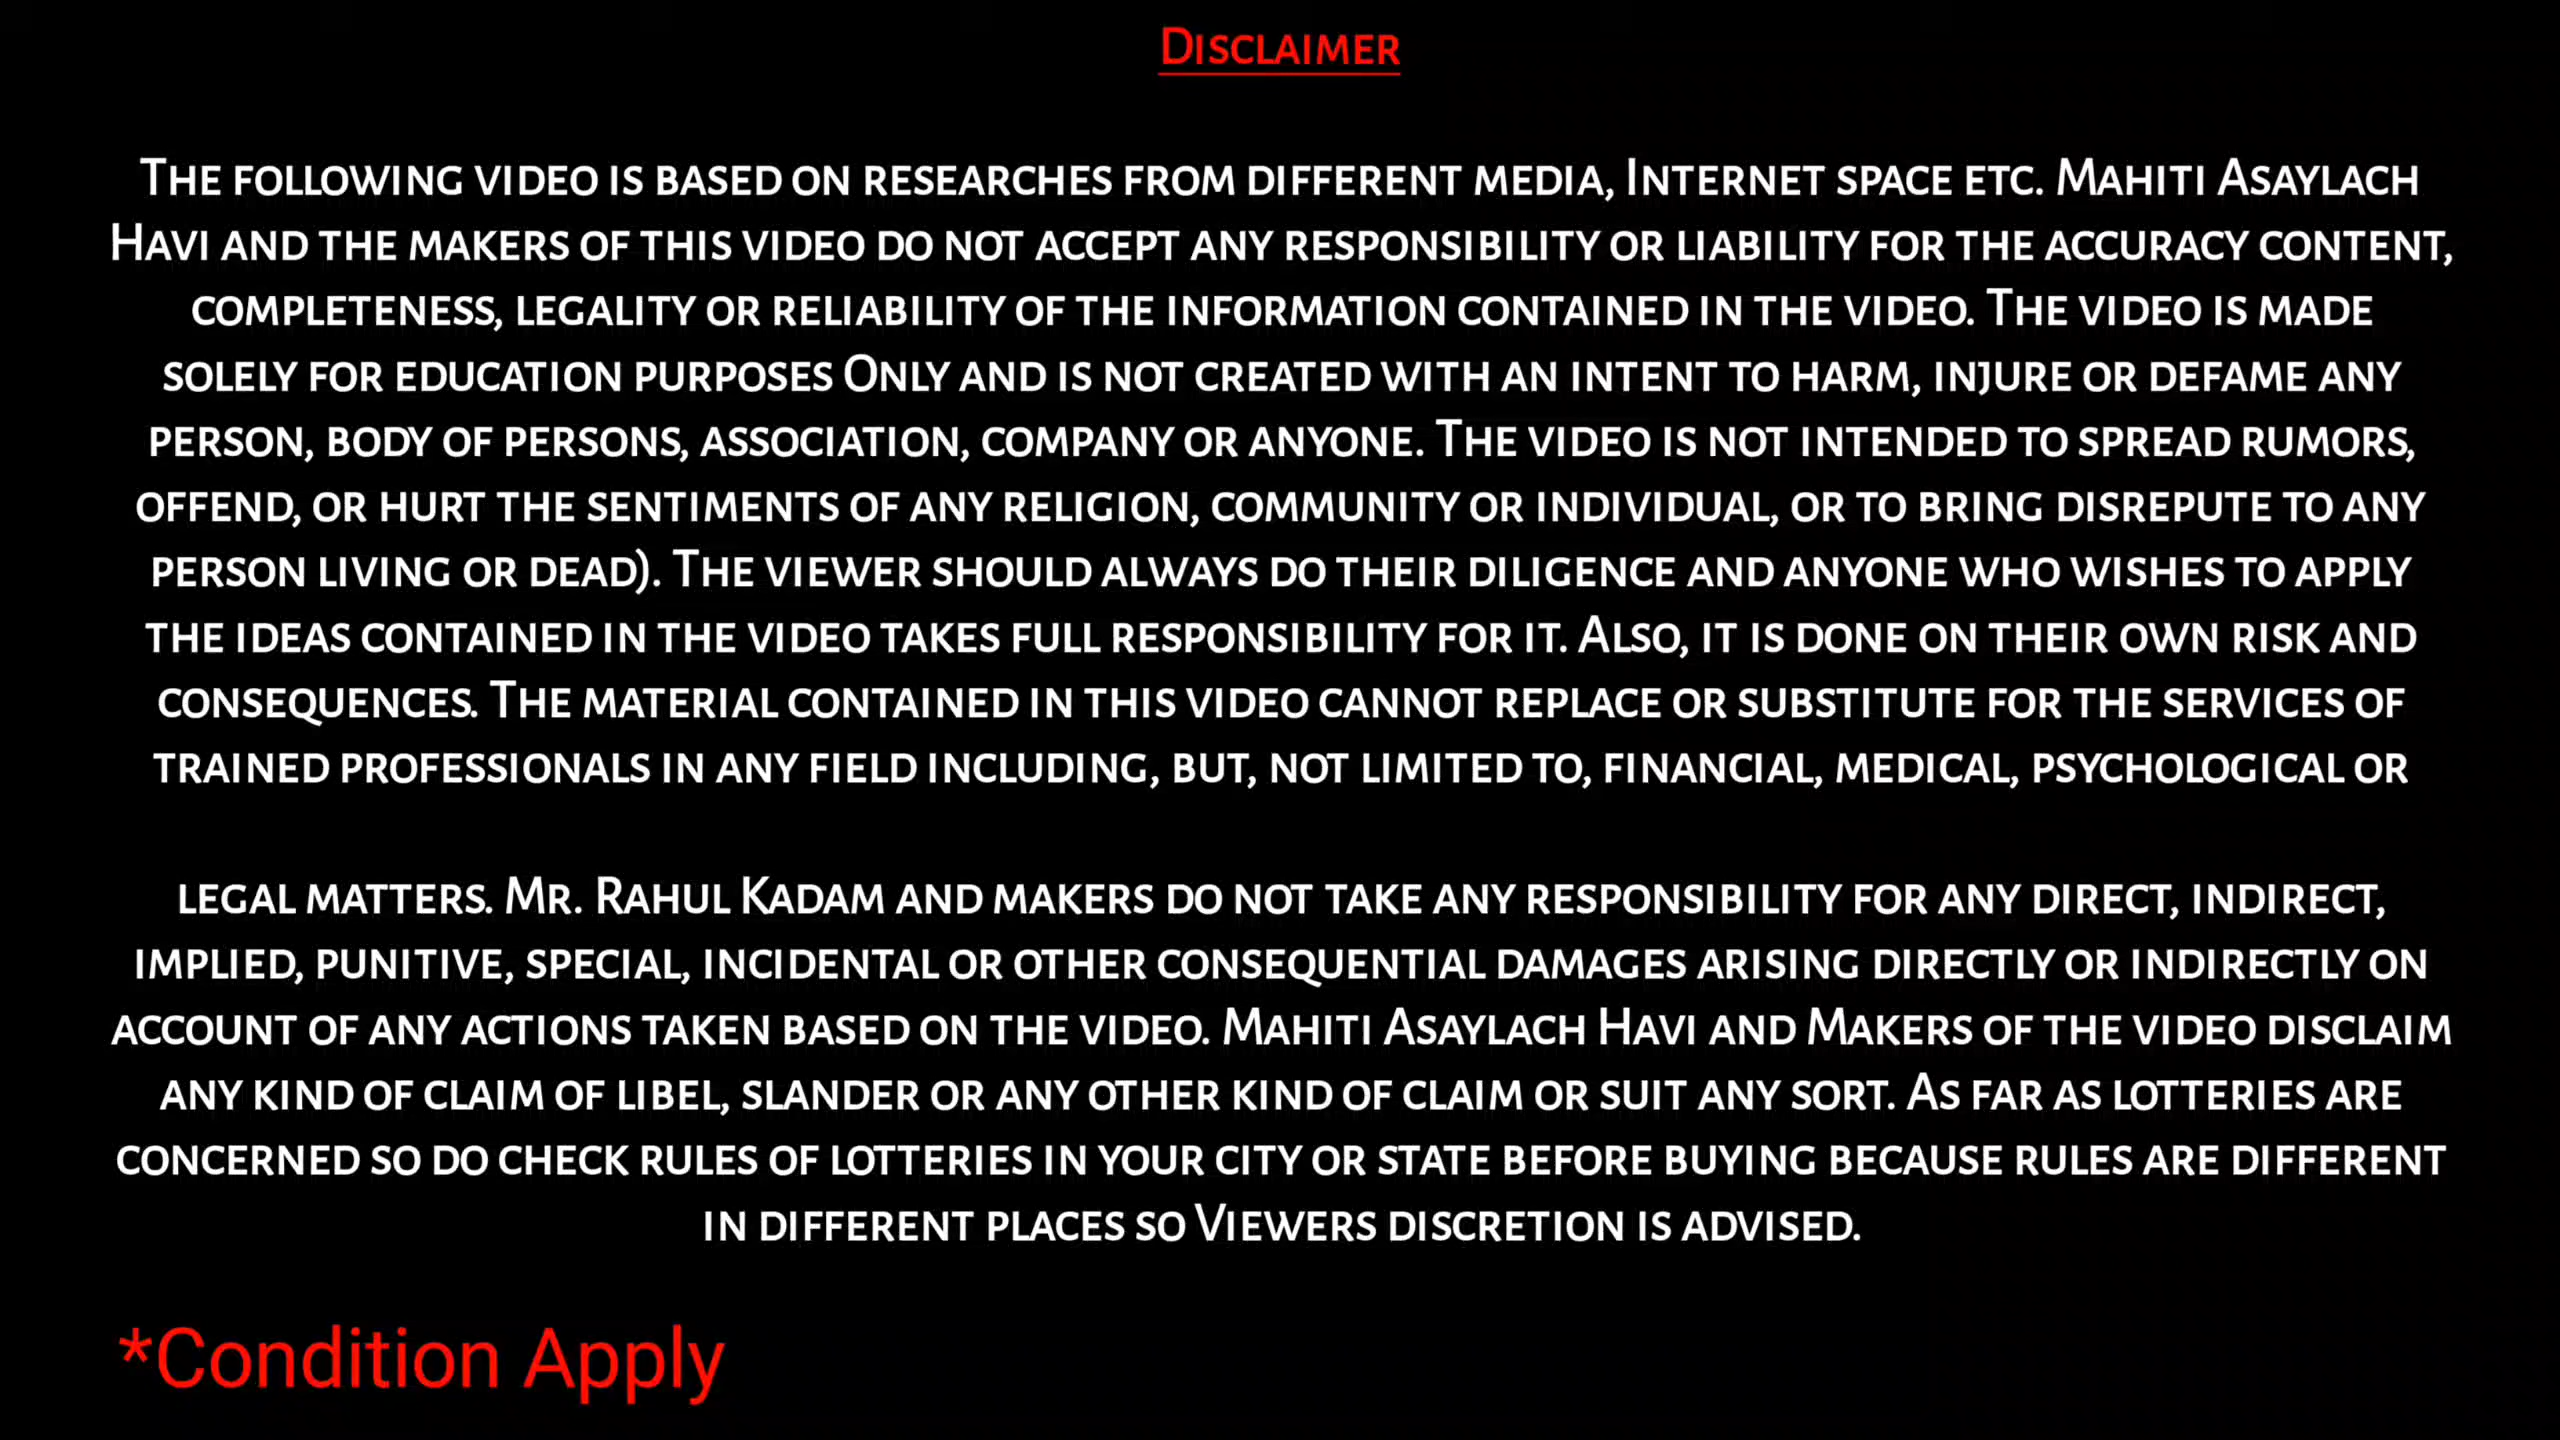 Disclaimer
The following video is based on researches from different media, Internet space etc. Mahiti Asaylach
Havi and the makers of this video do not accept any responsibility or liability for the accuracy content,
completeness, legality or reliability of the information contained in the video. The video is made
solely for education purposes Only and is not created with an intent to harm, injure or defame any
person, body of persons, association, company or anyone. The video is not intended to spread rumors,
offend, or hurt the sentiments of any religion, community or individual, or to bring disrepute to any
person living or dead). The viewer should always do their diligence and anyone who wishes to apply
the ideas contained in the video takes full responsibility for it. Also, it is done on their own risk and
consequences. The material contained in this video cannot replace or substitute for the services of
trained professionals in any field including, but, not limited to, financial, medical, psychological or
legal matters. Mr. Rahul Kadam and makers do not take any responsibility for any direct, indirect,
implied, punitive, special, incidental or other consequential damages arising directly or indirectly on
account of any actions taken based on the video. Mahiti Asaylach Havi and Makers of the video disclaim
any kind of claim of libel, slander or any other kind of claim or suit any sort. As far as lotteries are
concerned so do check rules of lotteries in your city or state before buying because rules are different
in different places so Viewers discretion is advised.
*Condition Apply